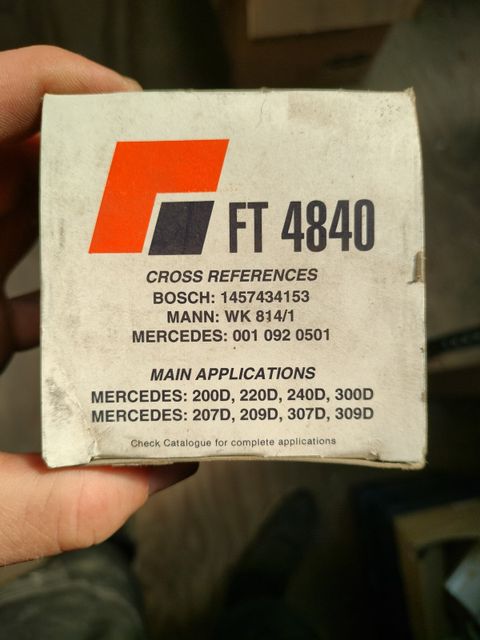 FT 4840
CROSS REFERENCES
BOSCH: 1457434153
MANN: WK 814/1
MERCEDES: 001 092 0501
MAIN APPLICATIONS
MERCEDES: 200D, 220D, 240D, 300D
MERCEDES: 207D, 209D, 307D, 309D
Check Catalogue for complete applications